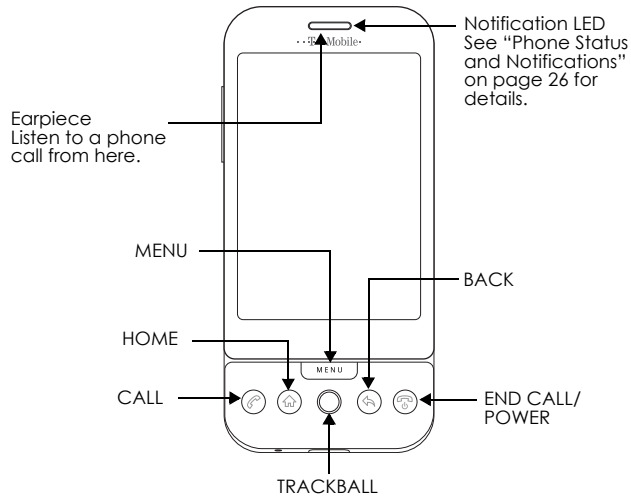 Notification LED
See “Phone Status
and Notifications”
on page 26 for
details.
Mobile
Earpiece
Listen to a phone
call from here.
MENU
BACK
HOME
MENU
CALL
END CALL/
POWER
TRACKBALL